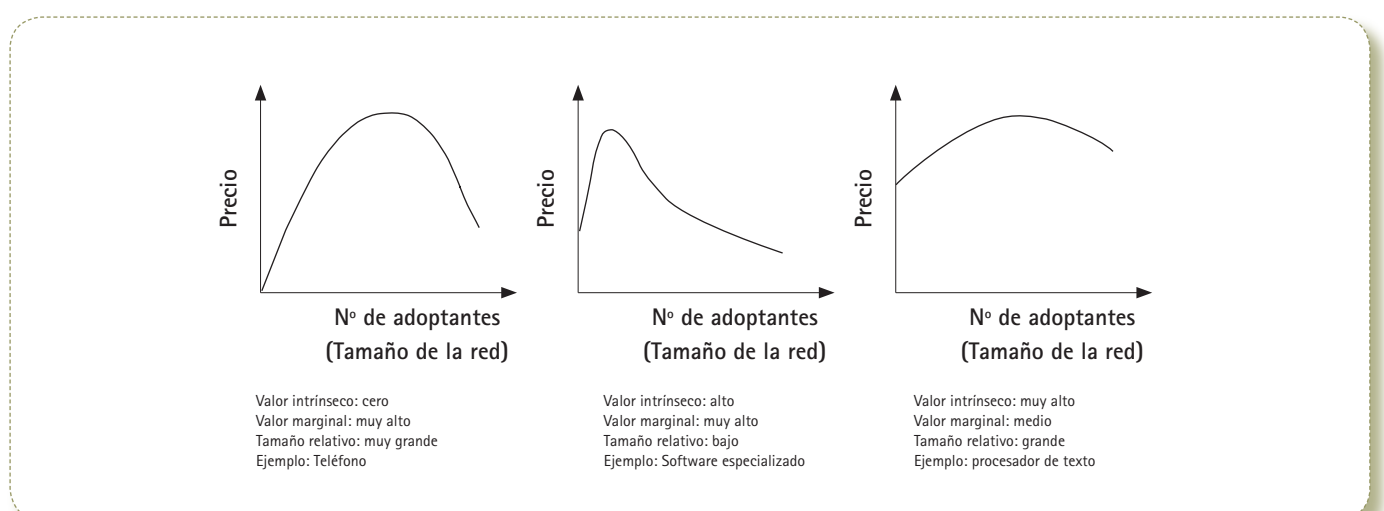 Precio
Nº de adoptantes
(Tamaño de la red)
Valor intrínseco: cero
Valor marginal: muy alto
Tamaño relativo: muy grande
Ejemplo: Teléfono
Precio
Nº de adoptantes
(Tamaño de la red)
Valor intrínseco: alto
Valor marginal: muy alto
Tamaño relativo: bajo
Ejemplo: Software especializado
Precio
Nº de adoptantes
(Tamaño de la red)
Valor intrínseco: muy alto
Valor marginal: medio
Tamaño relativo: grande
Ejemplo: procesador de texto